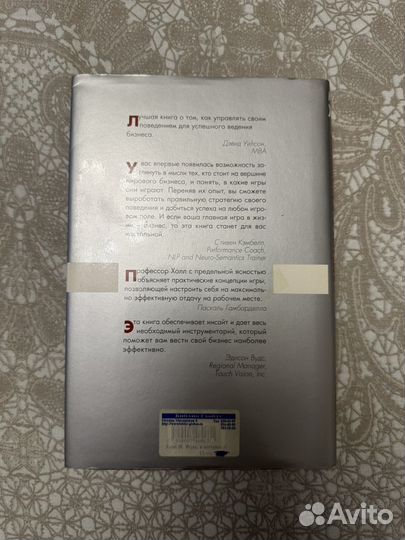 Лучшая книга о том, как управлять своим
поведением для успешного ведения
бизнеса.
Дэвид Уилсон,
MBA
У вас впервые появилась возможность за-
глянуть в мысли тех, кто стоит на вершине
мирового бизнеса, и понять, в какие игры
они играют. Переняв их опыт, вы сможете
выработать правильную стратегию своего
поведения и добиться успеха на любом игро-
вом поле. И если ваша главная игра в жиз-
ни – бизнес, то эта книга станет для вас
настольной.
Стивен Кэмбелл,
Performance Coach,
NLP and Neuro-Semantics Trainer
Профессор Холл с предельной ясностью
объясняет практические концепции игры,
позволяющей настроить себя на максималь-
но эффективную отдачу на рабочем месте.
Паскаль Гамборделла
Эта книга обеспечивает инсайт и дает весь
необходимый инструментарий, который
поможет вам вести свой бизнес наиболее
эффективно.
Эдисон Вудс,
Regional Manager,
Touch Vision, Inc
Avito